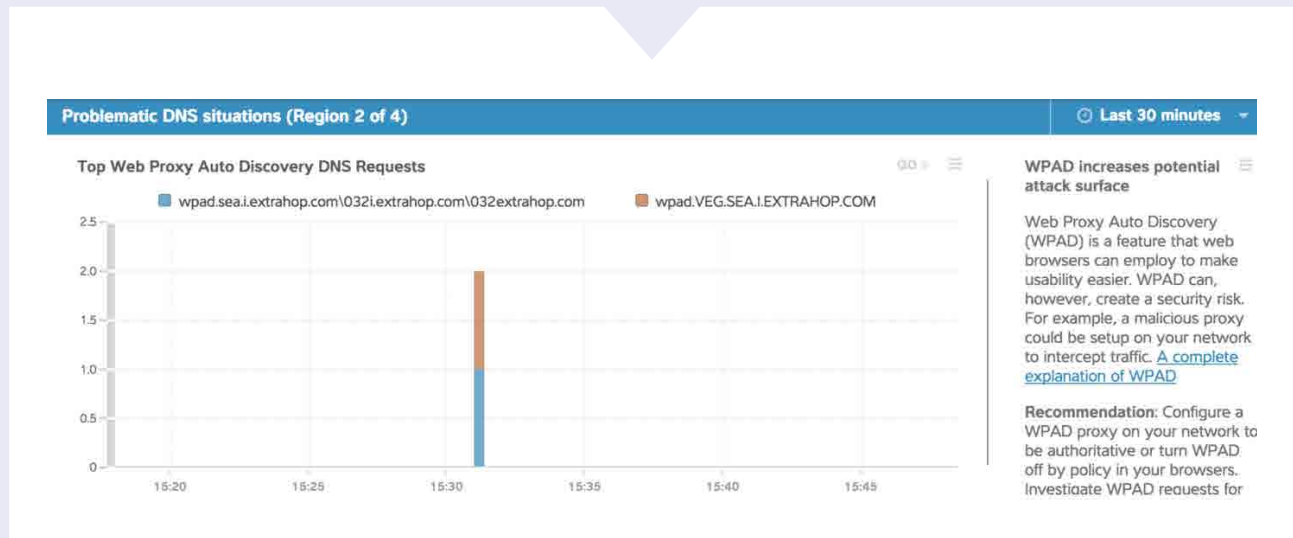 Problematic DNS situations (Region 2 of 4)
Last 30 minutes
Top Web Proxy Auto Discovery DNS Requests
wpad.sea.i.extrahop.com\032i.extrahop.com\032extrahop.com
wpad.VEG.SEA.I.EXTRAHOP.COM
2.5
2.0
1.5
1.0
0.5
0
15:20
15:25
15:30
15:35
15:40
15:45
WPAD increases potential
attack surface
Web Proxy Auto Discovery
(WPAD) is a feature that web
browsers can employ to make
usability easier. WPAD can,
however, create a security risk.
For example, a malicious proxy
could be setup on your network
to intercept traffic. A complete
explanation of WPAD
Recommendation: Configure a
WPAD proxy on your network to
be authoritative or turn WPAD
off by policy in your browsers.
Investigate WPAD requests for